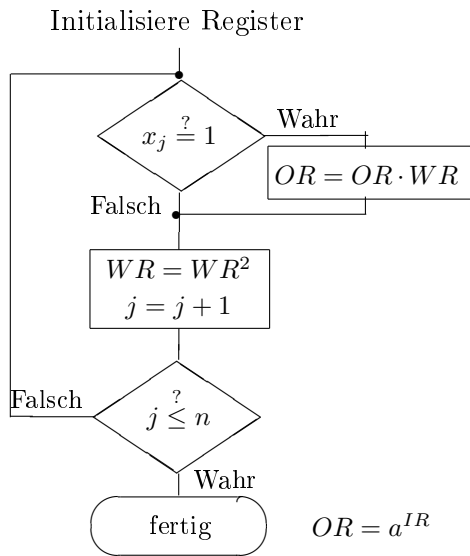 Initialisiere Register
x_j ?= 1
Wahr
OR = OR · WR
Falsch
WR = WR²
j = j + 1
Falsch
j ?≤ n
Wahr
fertig
OR = a^{IR}